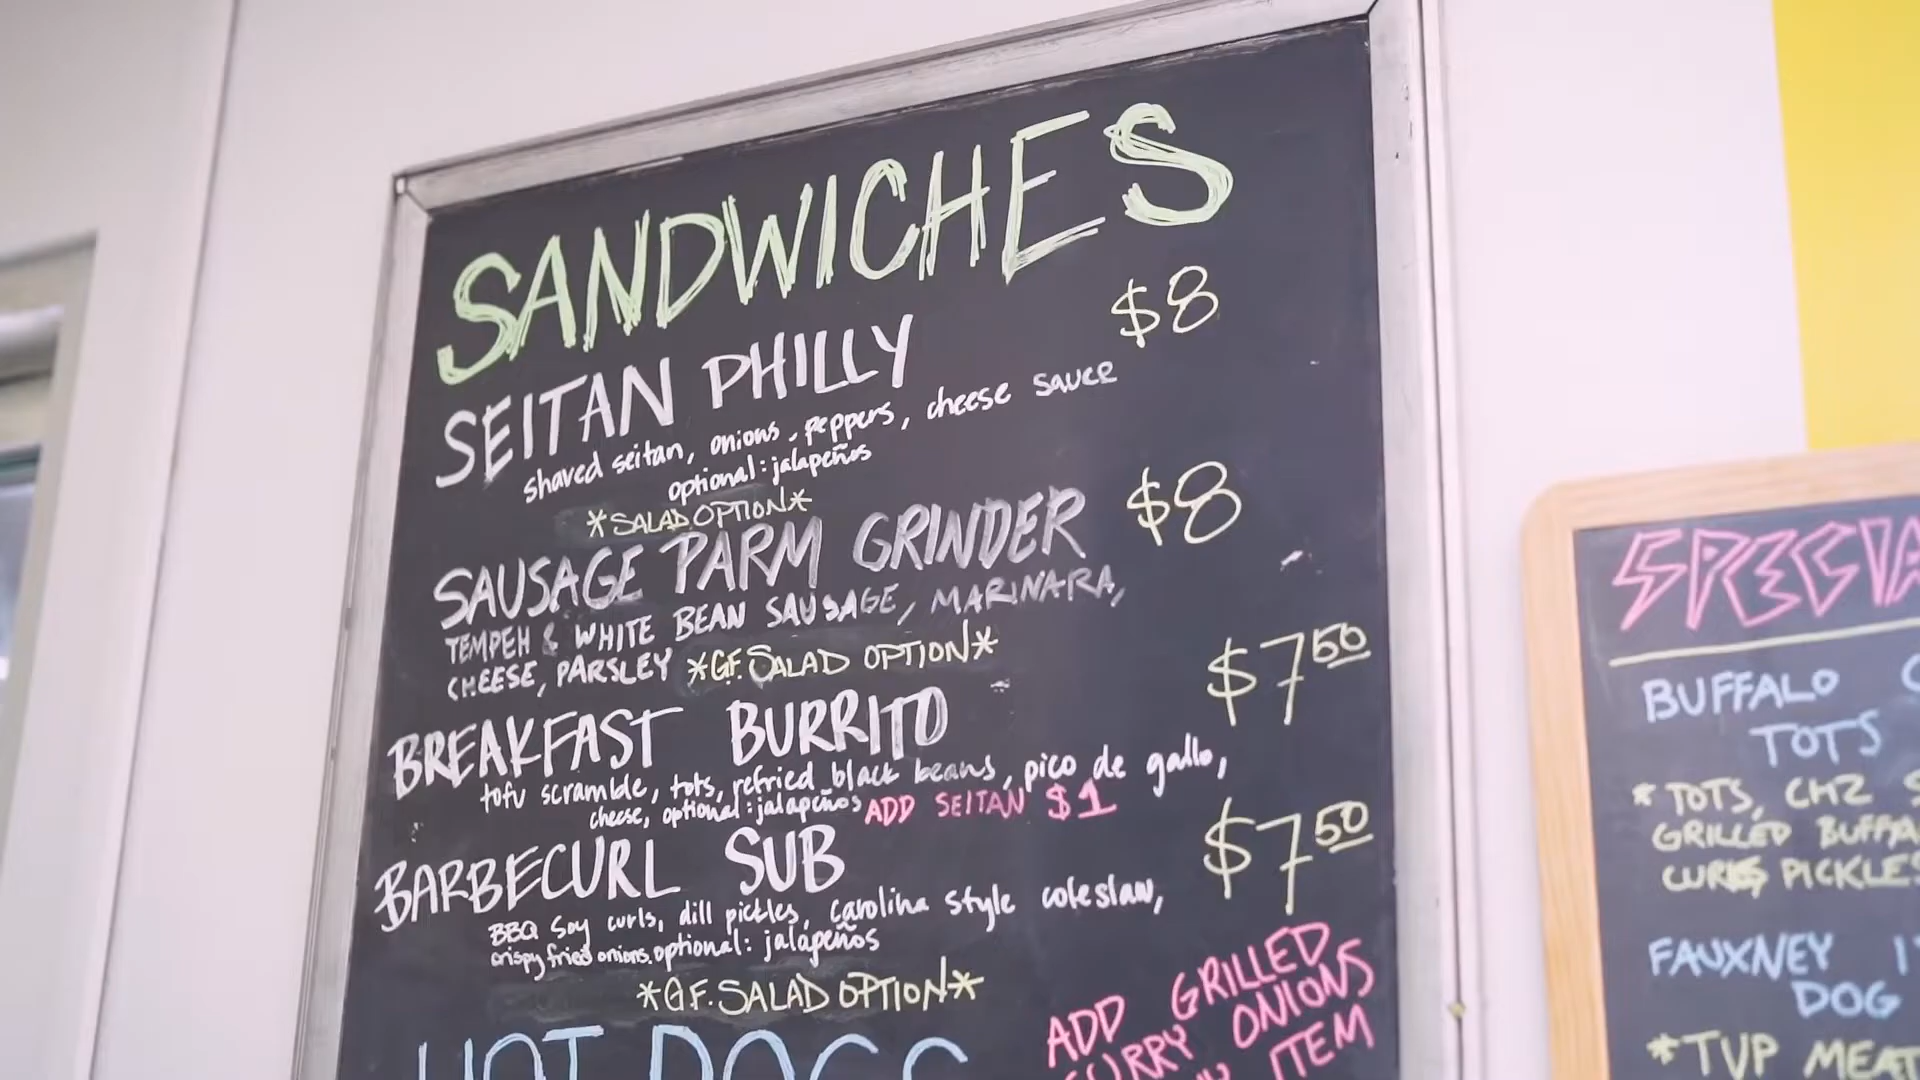 SANDWICHES
SEITAN PHILLY $8
shaved seitan, onions, peppers, cheese sauce
optional: jalapeños
*SALAD OPTION*
SAUSAGE PARM GRINDER $8
TEMPEH & WHITE BEAN SAUSAGE, MARINARA,
CHEESE, PARSLEY *G.F. SALAD OPTION*
BREAKFAST BURRITO $7.50
tofu scramble, tots, refried black beans, pico de gallo,
cheese, optional: jalapeños ADD SEITAN $1
BARBECURL SUB $7.50
BBQ soy curls, dill pickles, Carolina style coleslaw,
crispy fried onions. optional: jalapeños
*G.F. SALAD OPTION*
ADD GRILLED
CURRY ONIONS
ITEM
HOT DOGS
BUFFALO
TOTS
*TOTS, CHZ
GRILLED
PICKLES
FAUXNEY
DOG
*TVP MEAT